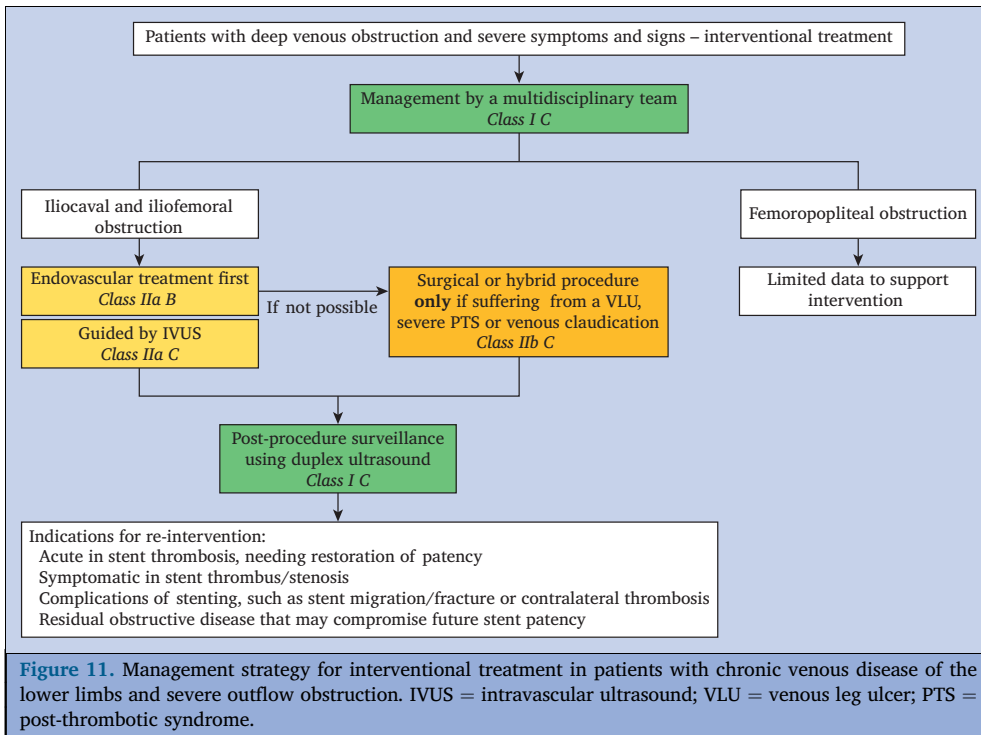 Patients with deep venous obstruction and severe symptoms and signs – interventional treatment
Management by a multidisciplinary team
Class I C
Iliocaval and iliofemoral
obstruction
Femoropopliteal obstruction
Endovascular treatment first
Class IIa B
If not possible
Surgical or hybrid procedure
only if suffering from a VLU,
severe PTS or venous claudication
Class IIb C
Limited data to support
intervention
Guided by IVUS
Class IIa C
Post-procedure surveillance
using duplex ultrasound
Class I C
Indications for re-intervention:
Acute in stent thrombosis, needing restoration of patency
Symptomatic in stent thrombus/stenosis
Complications of stenting, such as stent migration/fracture or contralateral thrombosis
Residual obstructive disease that may compromise future stent patency
Figure 11. Management strategy for interventional treatment in patients with chronic venous disease of the
lower limbs and severe outflow obstruction. IVUS = intravascular ultrasound; VLU = venous leg ulcer; PTS =
post-thrombotic syndrome.